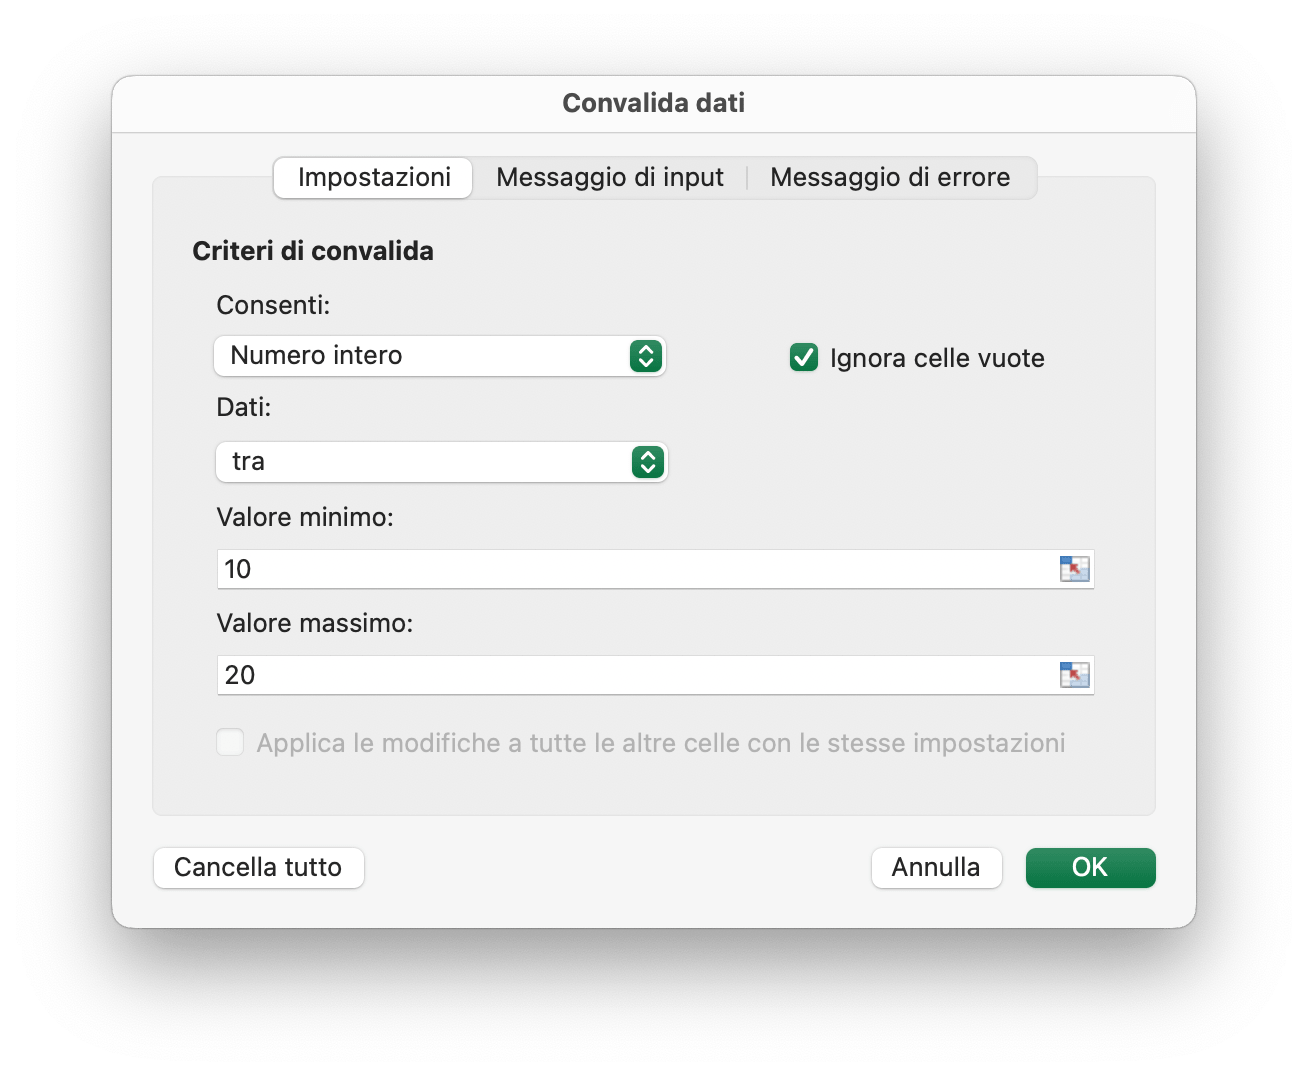 Convalida dati
Impostazioni Messaggio di input Messaggio di errore
Criteri di convalida
Consenti:
Numero intero
Ignora celle vuote
Dati:
tra
Valore minimo:
10
Valore massimo:
20
Applica le modifiche a tutte le altre celle con le stesse impostazioni
Cancella tutto Annulla OK